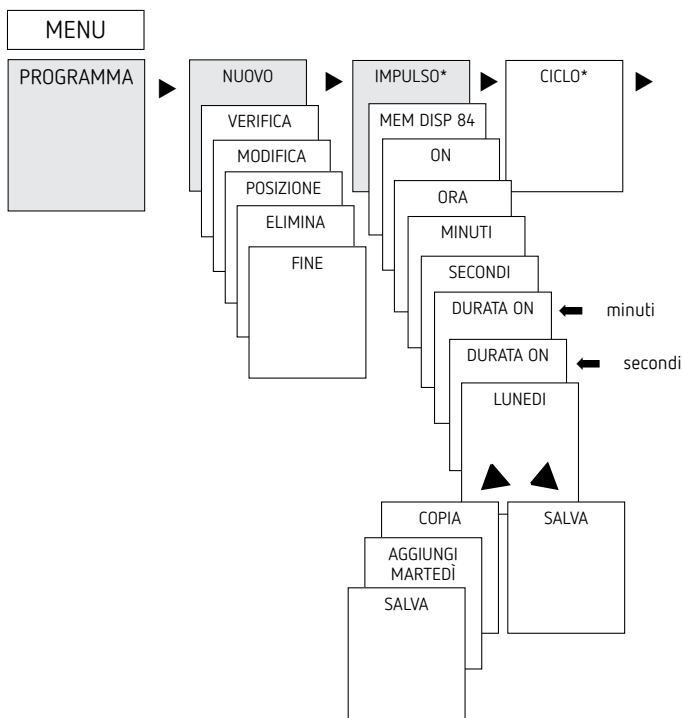 MENU
PROGRAMMA
NUOVO
VERIFICA
MODIFICA
POSIZIONE
ELIMINA
FINE
IMPULSO*
MEM DISP 84
ON
ORA
MINUTI
SECONDI
DURATA ON
minuti
DURATA ON
secondi
LUNEDI
COPIA
AGGIUNGI
MARTEDÌ
SALVA
SALVA
CICLO*